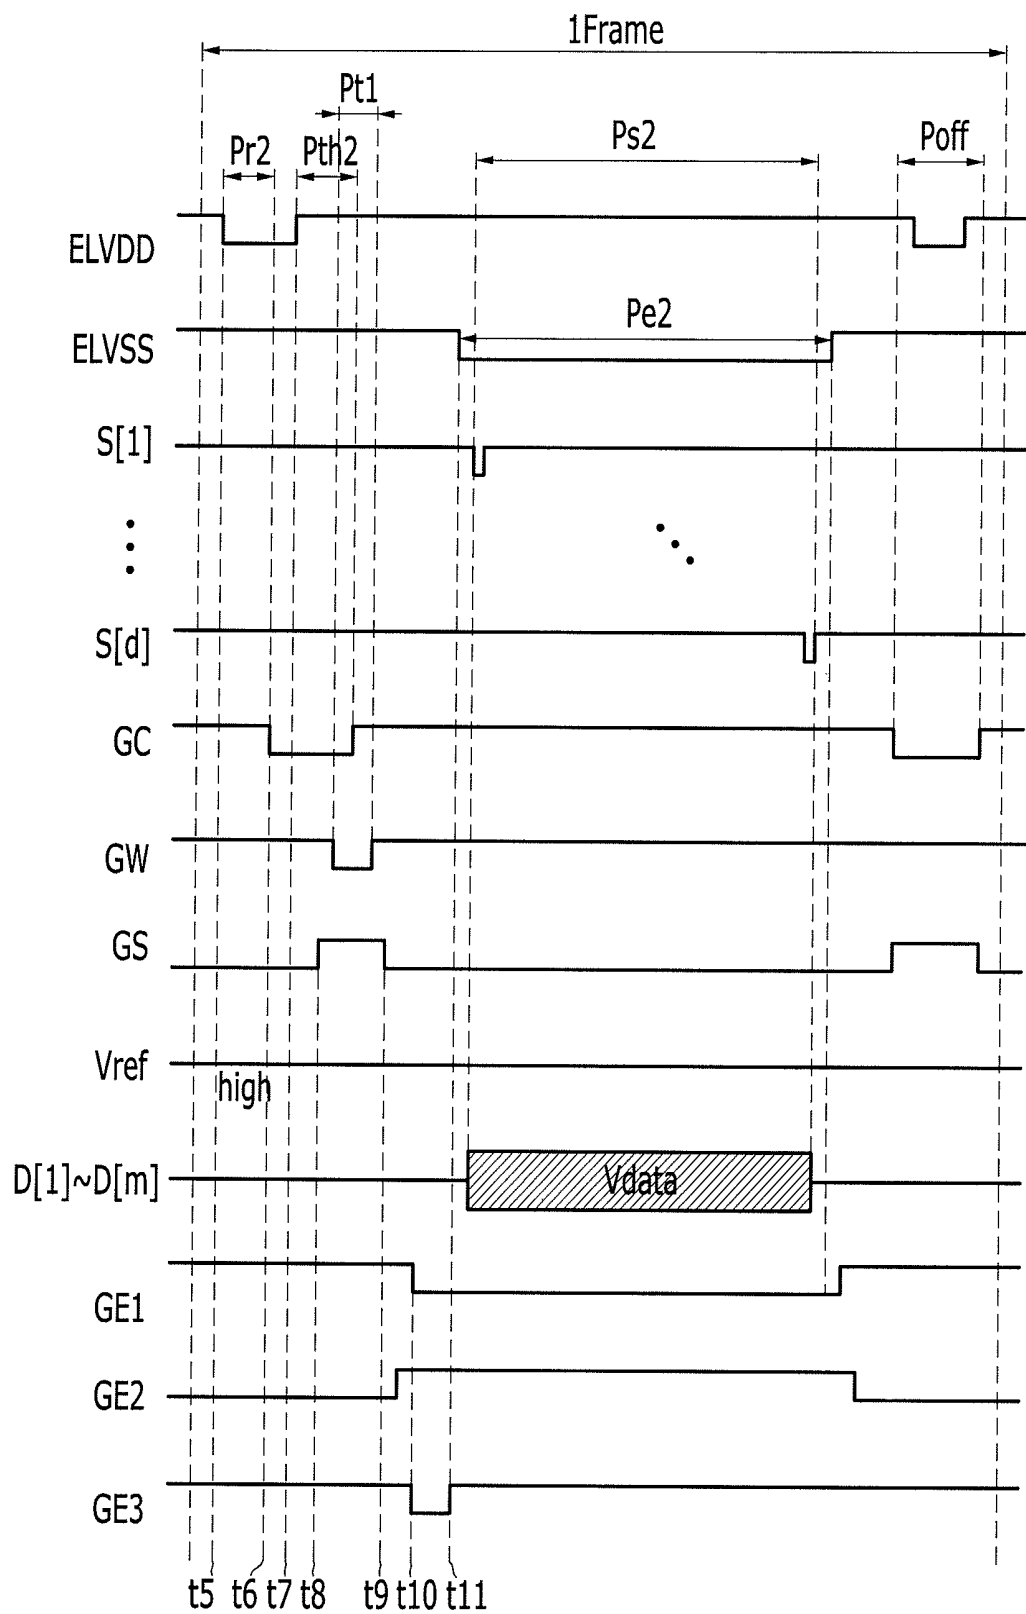 1Frame
Pt1
Pr2 Pth2 Ps2 Poff
ELVDD
Pe2
ELVSS
S[1]
S[d]
GC
GW
GS
Vref
high
D[1]~D[m] Vdata
GE1
GE2
GE3
t5 t6 t7 t8 t9 t10 t11